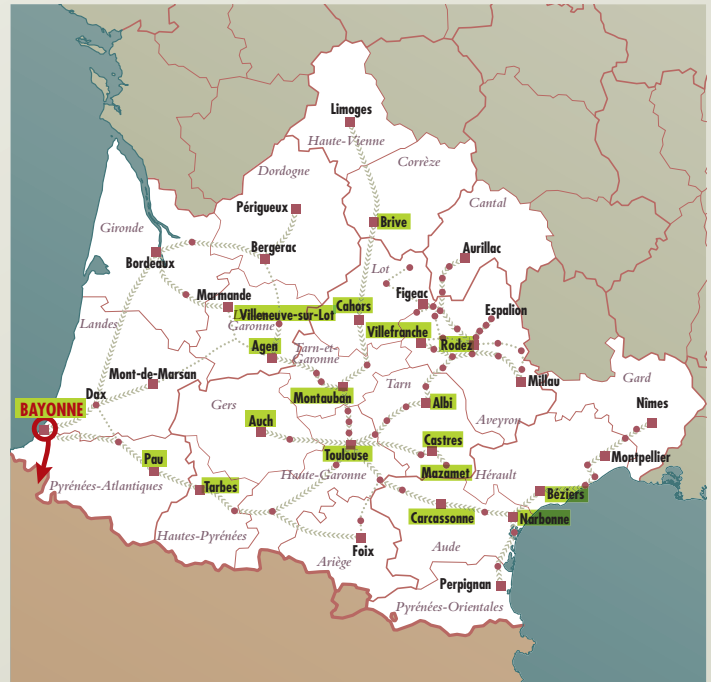 Limoges
Haute-Vienne
Corrèze
Dordogne
Cantal
Périgueux
Brive
Gironde
Bergerac
Aurillac
Bordeaux
Lot
Marmande
Figeac
Villeneuve-sur-Lot
Cahors
Espalion
Landes
Garonne
Villefranche
Agen
Rodez
Tarn-et-
Garonne
Mont-de-Marsan
Gard
Millau
Tarn
Dax
Montauban
BAYONNE
Gers
Albi
Nîmes
Auch
Aveyron
Castres
Toulouse
Montpellier
Pau
Mazamet
Hérault
Haute-Garonne
Pyrénées-Atlantiques
Tarbes
Béziers
Carcassonne
Narbonne
Hautes-Pyrénées
Foix
Aude
Ariège
Perpignan
Pyrénées-Orientales